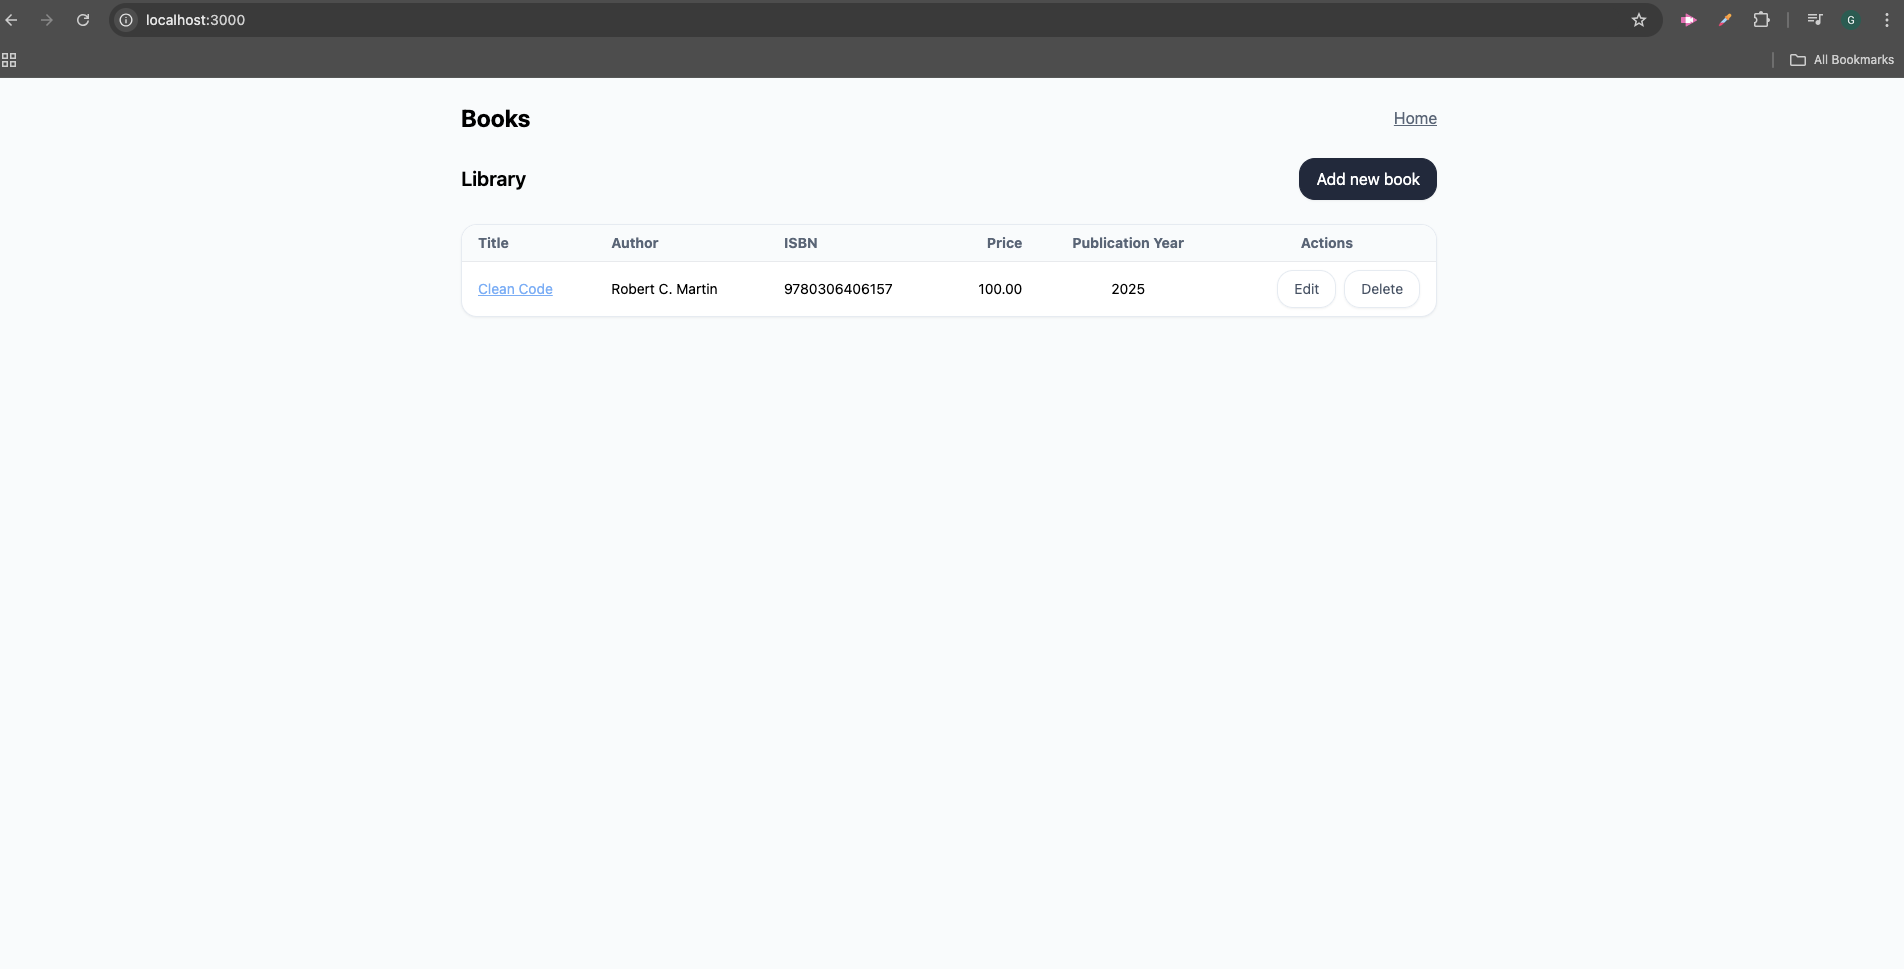 localhost:3000
G
All Bookmarks
Books
Home
Library
Add new book
Title Author ISBN Price Publication Year Actions
Clean Code Robert C. Martin 9780306406157 100.00 2025 Edit Delete